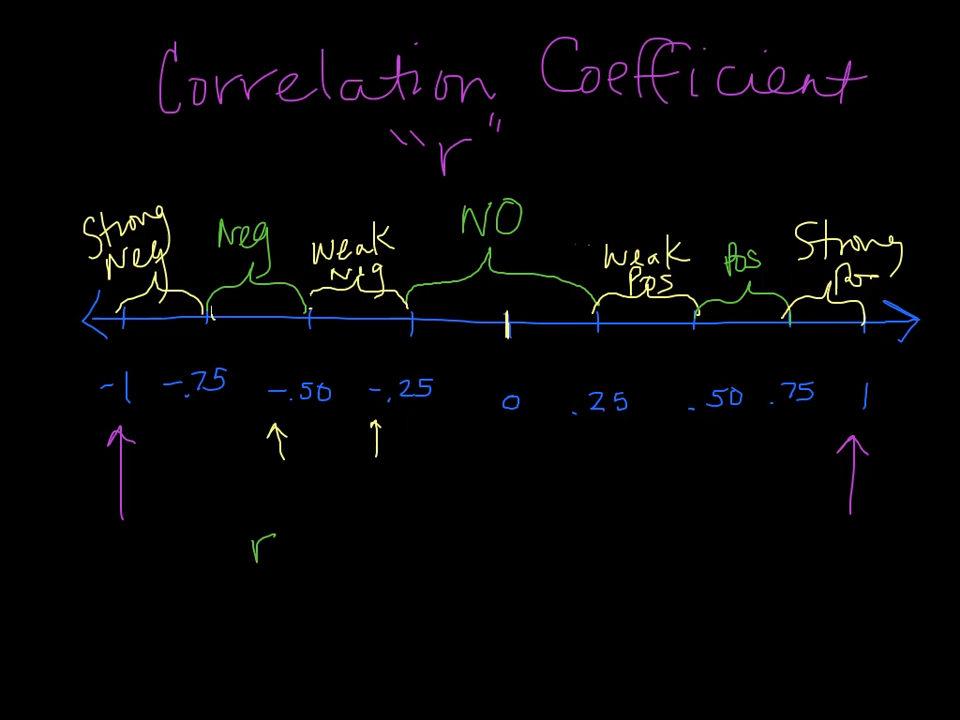 Correlation Coefficient
"r"
Strong Neg
Neg
Weak Neg
NO
Weak Pos
Pos
Strong
-1 -.75 -.50 -.25 0 .25 .50 .75 1
r